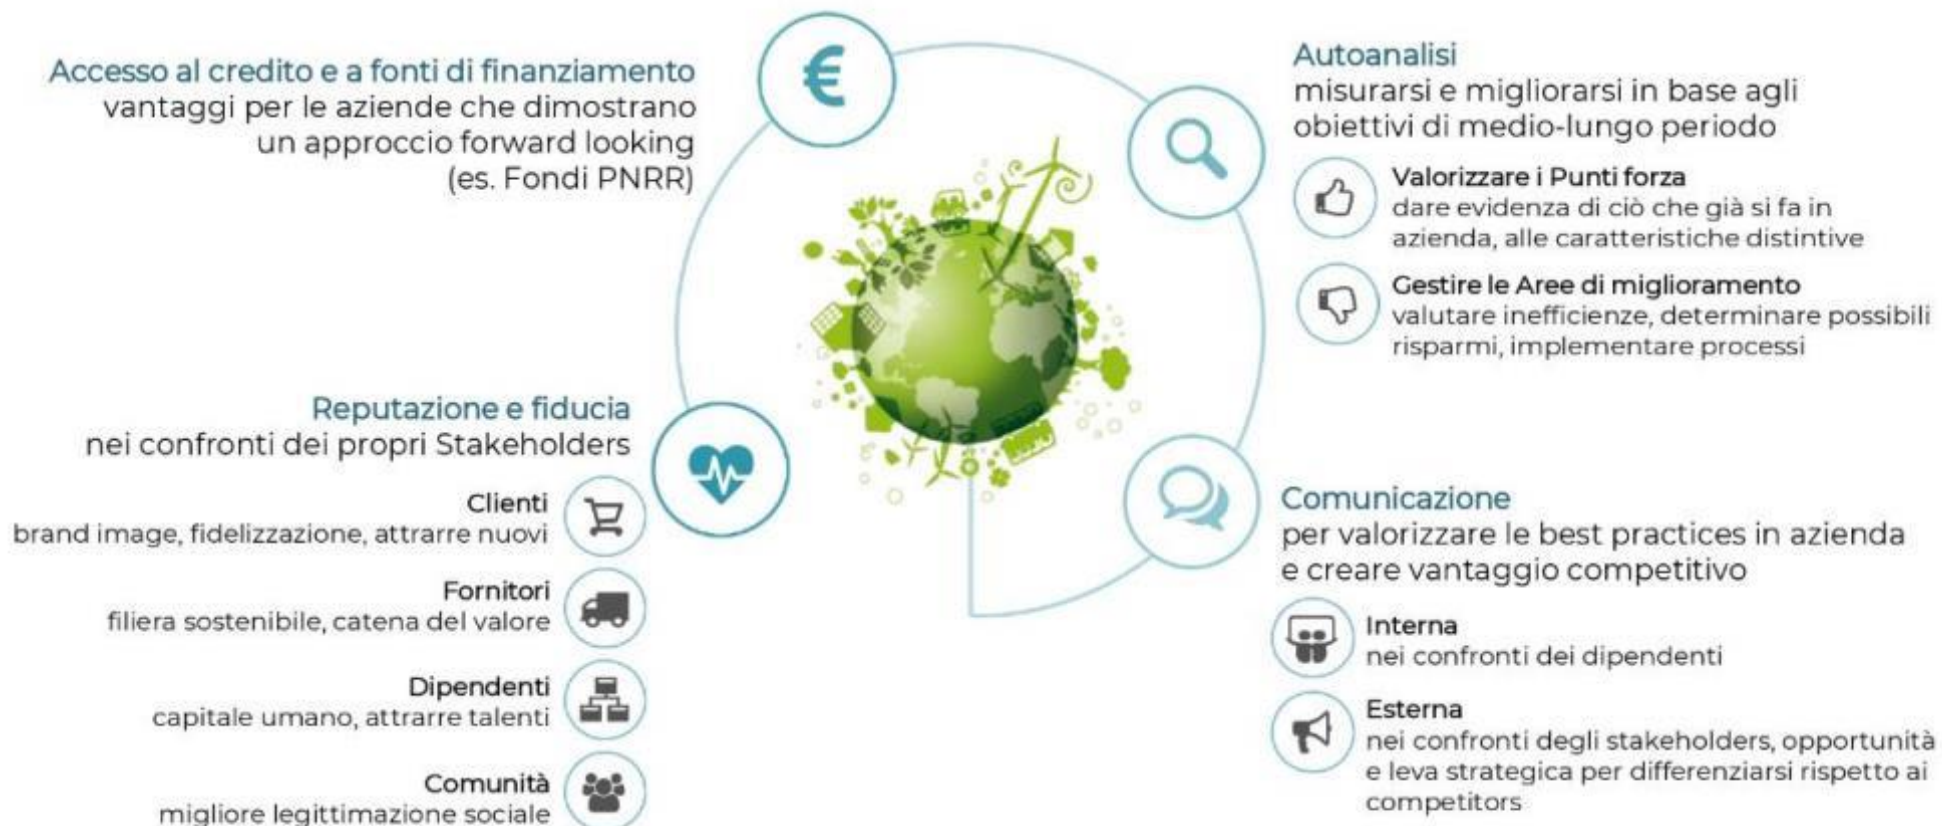 Accesso al credito e a fonti di finanziamento
vantaggi per le aziende che dimostrano
un approccio forward looking
(es. Fondi PNRR)
€
Autoanalisi
misurarsi e migliorarsi in base agli
obiettivi di medio-lungo periodo
Valorizzare i Punti forza
dare evidenza di ciò che già si fa in
azienda, alle caratteristiche distintive
Gestire le Aree di miglioramento
valutare inefficienze, determinare possibili
risparmi, implementare processi
Reputazione e fiducia
nei confronti dei propri Stakeholders
Clienti
brand image, fidelizzazione, attrarre nuovi
Fornitori
filiera sostenibile, catena del valore
Dipendenti
capitale umano, attrarre talenti
Comunità
migliore legittimazione sociale
Comunicazione
per valorizzare le best practices in azienda
e creare vantaggio competitivo
Interna
nei confronti dei dipendenti
Esterna
nei confronti degli stakeholders, opportunità
e leva strategica per differenziarsi rispetto ai
competitors